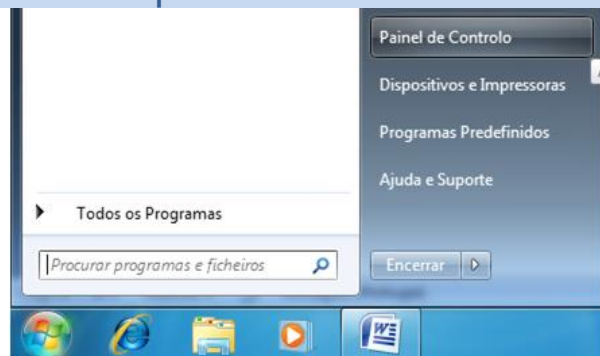 Painel de Controlo
Dispositivos e Impressoras
Programas Predefinidos
Ajuda e Suporte
Todos os Programas
Procurar programas e ficheiros
Encerrar